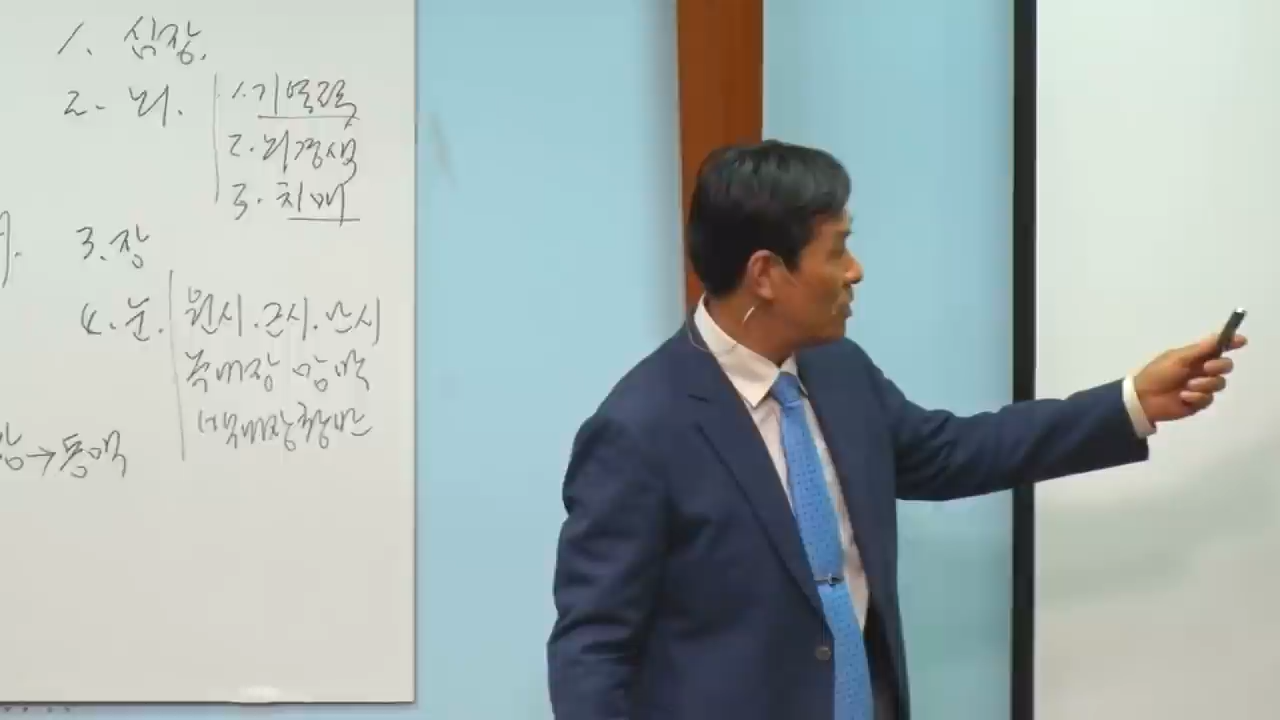 1. 심장.
2. 뇌.
1. 기억력
2. 뇌경색
3. 치매
3. 장
4. 눈.
원시. 근시. 난시
녹내장 망막
백내장 황반
→ 동맥